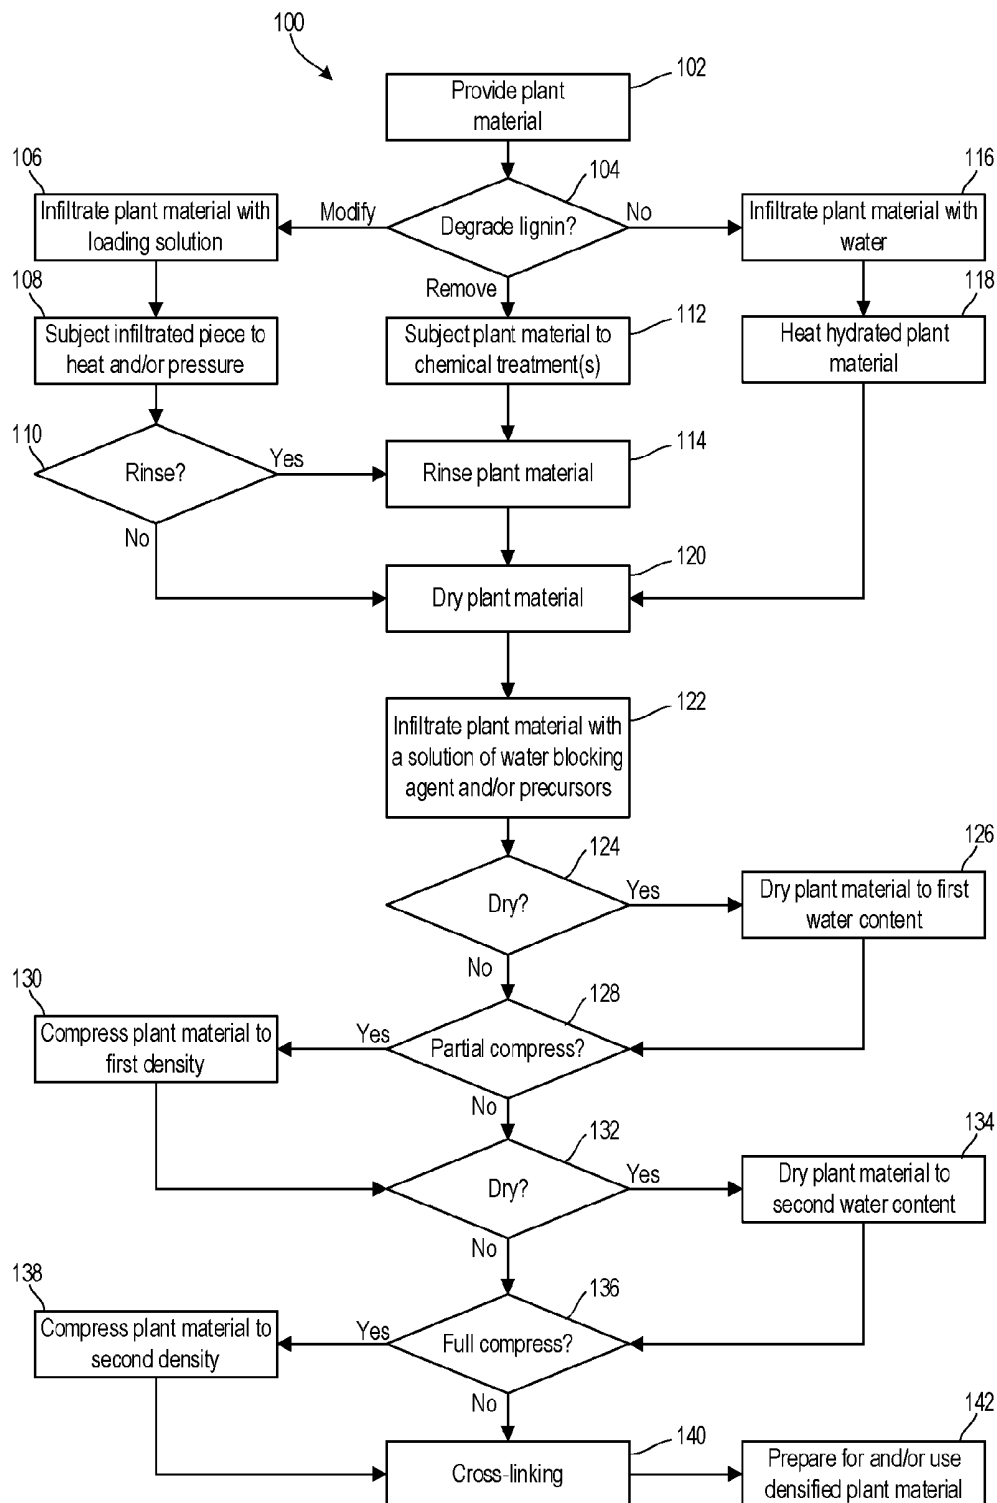 100
102
Provide plant
material
106
104
116
Infiltrate plant material with
loading solution
Modify
Degrade lignin?
No
Infiltrate plant material with
water
Remove
108
112
118
Subject infiltrated piece to
heat and/or pressure
Subject plant material to
chemical treatment(s)
Heat hydrated plant
material
110
Rinse?
Yes
114
Rinse plant material
No
120
Dry plant material
122
Infiltrate plant material with
a solution of water blocking
agent and/or precursors
124
126
Dry?
Yes
Dry plant material to first
water content
No
130
128
Compress plant material to
first density
Yes
Partial compress?
No
132
134
Dry?
Yes
Dry plant material to
second water content
No
138
136
Compress plant material to
second density
Yes
Full compress?
No
140
142
Cross-linking
Prepare for and/or use
densified plant material